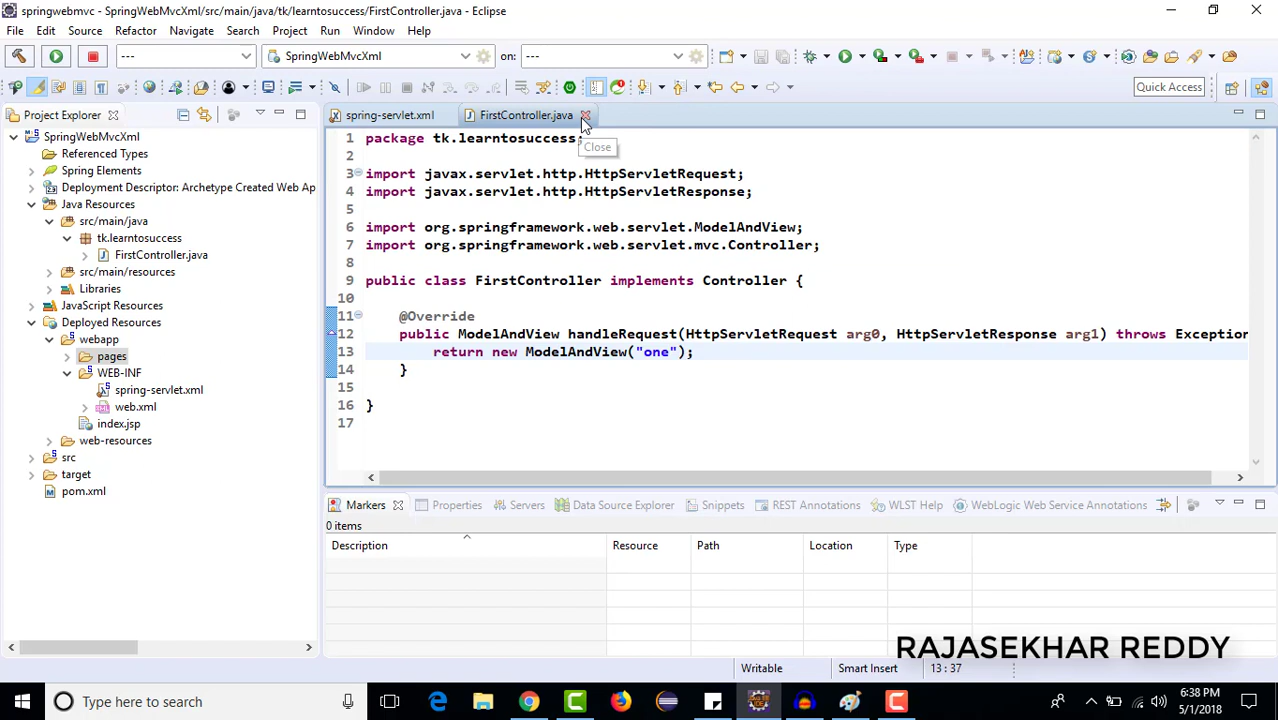 springwebmvc - SpringWebMvcXml/src/main/java/tk/learntosuccess/FirstController.java - Eclipse
File Edit Source Refactor Navigate Search Project Run Window Help
--- SpringWebMvcXml on: ---
Quick Access
Project Explorer
SpringWebMvcXml
Referenced Types
Spring Elements
Deployment Descriptor: Archetype Created Web Ap
Java Resources
src/main/java
tk.learntosuccess
FirstController.java
src/main/resources
Libraries
JavaScript Resources
Deployed Resources
webapp
pages
WEB-INF
spring-servlet.xml
web.xml
index.jsp
web-resources
src
target
pom.xml
spring-servlet.xml FirstController.java
Close
1 package tk.learntosuccess;
2
3 import javax.servlet.http.HttpServletRequest;
4 import javax.servlet.http.HttpServletResponse;
5
6 import org.springframework.web.servlet.ModelAndView;
7 import org.springframework.web.servlet.mvc.Controller;
8
9 public class FirstController implements Controller {
10
11 @Override
12 public ModelAndView handleRequest(HttpServletRequest arg0, HttpServletResponse arg1) throws Exception
13 return new ModelAndView("one");
14 }
15
16 }
17
Markers Properties Servers Data Source Explorer Snippets REST Annotations WLST Help WebLogic Web Service Annotations
0 items
Description Resource Path Location Type
RAJASEKHAR REDDY
Writable Smart Insert 13 : 37
Type here to search
6:38 PM
5/1/2018